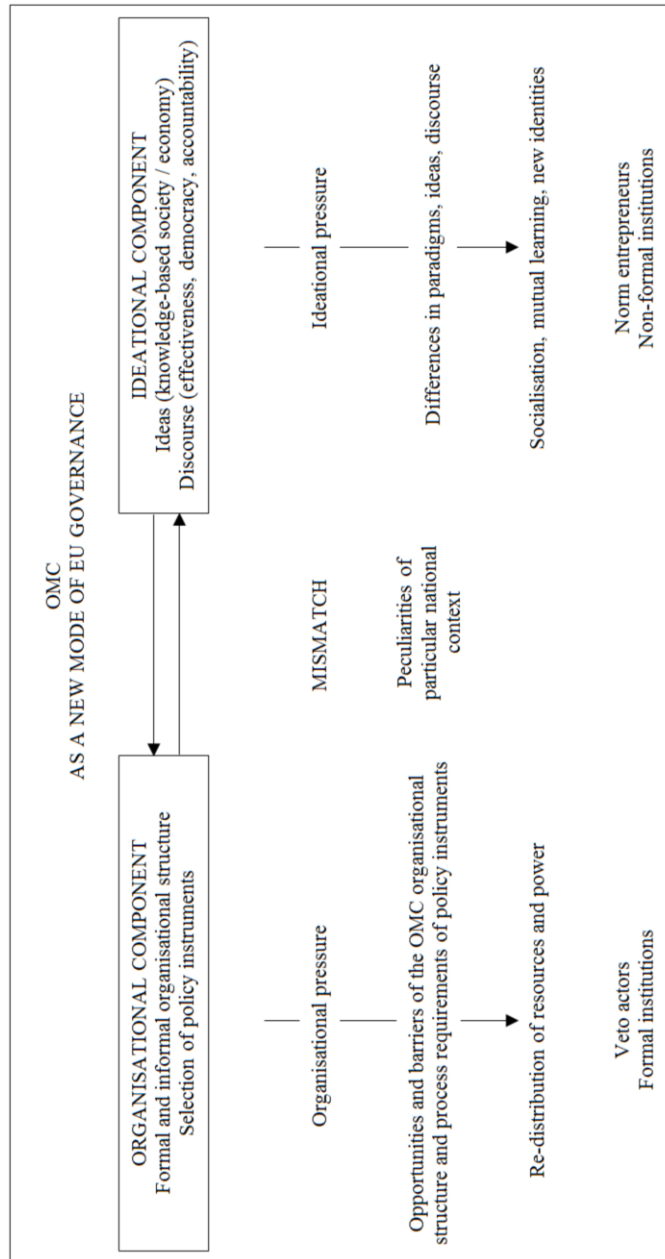 OMC
AS A NEW MODE OF EU GOVERNANCE
ORGANISATIONAL COMPONENT
Formal and informal organisational structure
Selection of policy instruments
IDEATIONAL COMPONENT
Ideas (knowledge-based society / economy)
Discourse (effectiveness, democracy, accountability)
Organisational pressure
MISMATCH
Ideational pressure
Opportunities and barriers of the OMC organisational
structure and process requirements of policy instruments
Peculiarities of
particular national
context
Differences in paradigms, ideas, discourse
Re-distribution of resources and power
Socialisation, mutual learning, new identities
Veto actors
Formal institutions
Norm entrepreneurs
Non-formal institutions